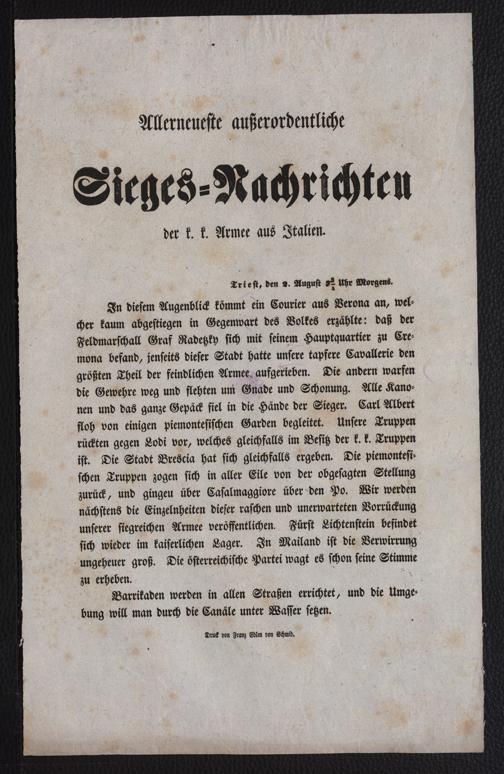 Allerneueste außerordentliche
Sieges-Nachrichten
der k. k. Armee aus Italien.
Triest, den 2. August Uhr Morgens.
In diesem Augenblick kömmt ein Courier aus Verona an, wel-
cher kaum abgestiegen in Gegenwart des Volkes erzählte: daß der
Feldmarschall Graf Radetzky sich mit seinem Hauptquartier zu Cre-
mona befand, jenseits dieser Stadt hatte unsere tapfere Cavallerie den
größten Theil der feindlichen Armee aufgerieben. Die andern warfen
die Gewehre weg und flehten um Gnade und Schonung. Alle Kano-
nen und das ganze Gepäck fiel in die Hände der Sieger. Carl Albert
floh von einigen piemontesischen Garden begleitet. Unsere Truppen
rückten gegen Lodi vor, welches gleichfalls im Besitz der k. k. Truppen
ist. Die Stadt Brescia hat sich gleichfalls ergeben. Die piemontesi-
schen Truppen zogen sich in aller Eile von der obgesagten Stellung
zurück, und gingen über Casalmaggiore über den Po. Wir werden
nächstens die Einzelnheiten dieser raschen und unerwarteten Vorrückung
unserer siegreichen Armee veröffentlichen. Fürst Lichtenstein befindet
sich wieder im kaiserlichen Lager. In Mailand ist die Verwirrung
ungeheuer groß. Die österreichische Partei wagt es schon seine Stimme
zu erheben.
Barrikaden werden in allen Straßen errichtet, und die Umge-
bung will man durch die Canäle unter Wasser setzen.
Druck von Franz Edlen von Schmid.